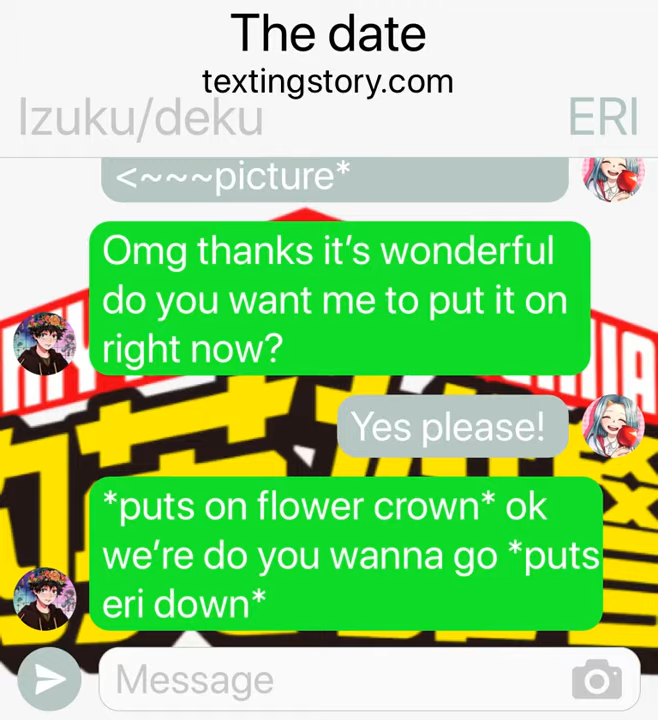 The date
textingstory.com
Izuku/deku
ERI
<~~~picture*
Omg thanks it’s wonderful
do you want me to put it on
right now?
Yes please!
*puts on flower crown* ok
we’re do you wanna go *puts
eri down*
Message